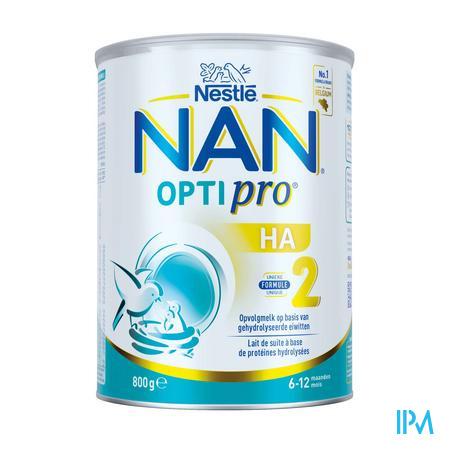 Nestlé
No.1
BELGIUM
NAN
OPTIpro®
HA
UNIEKE
FORMULE
UNIQUE
2
Opvolgmelk op basis van
gehydrolyseerde eiwitten
Lait de suite à base
de protéines hydrolysées
800g e
6-12 maanden
mois
IPM